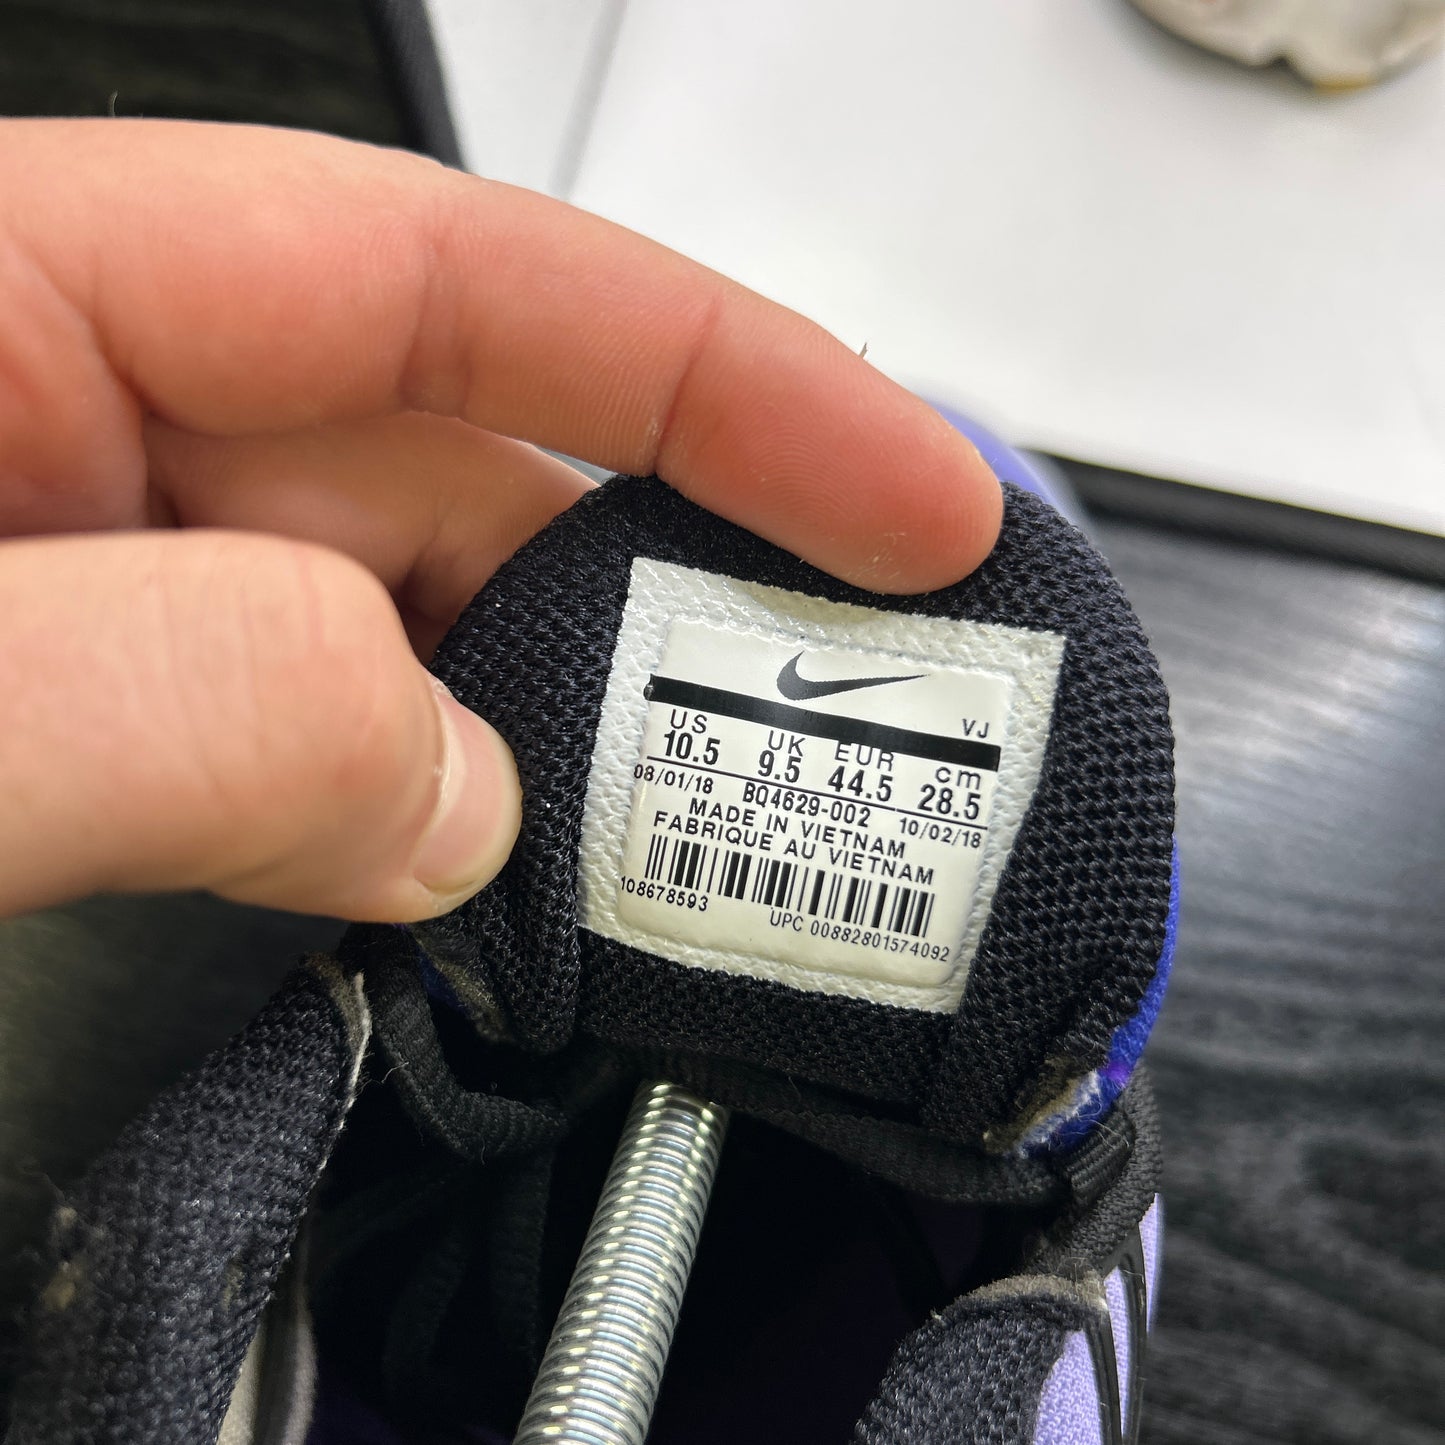 VJ
US UK EUR cm
10.5 9.5 44.5 28.5
08/01/18 BQ4629-002 10/02/18
MADE IN VIETNAM
FABRIQUE AU VIETNAM
108678593
UPC 00882801574092